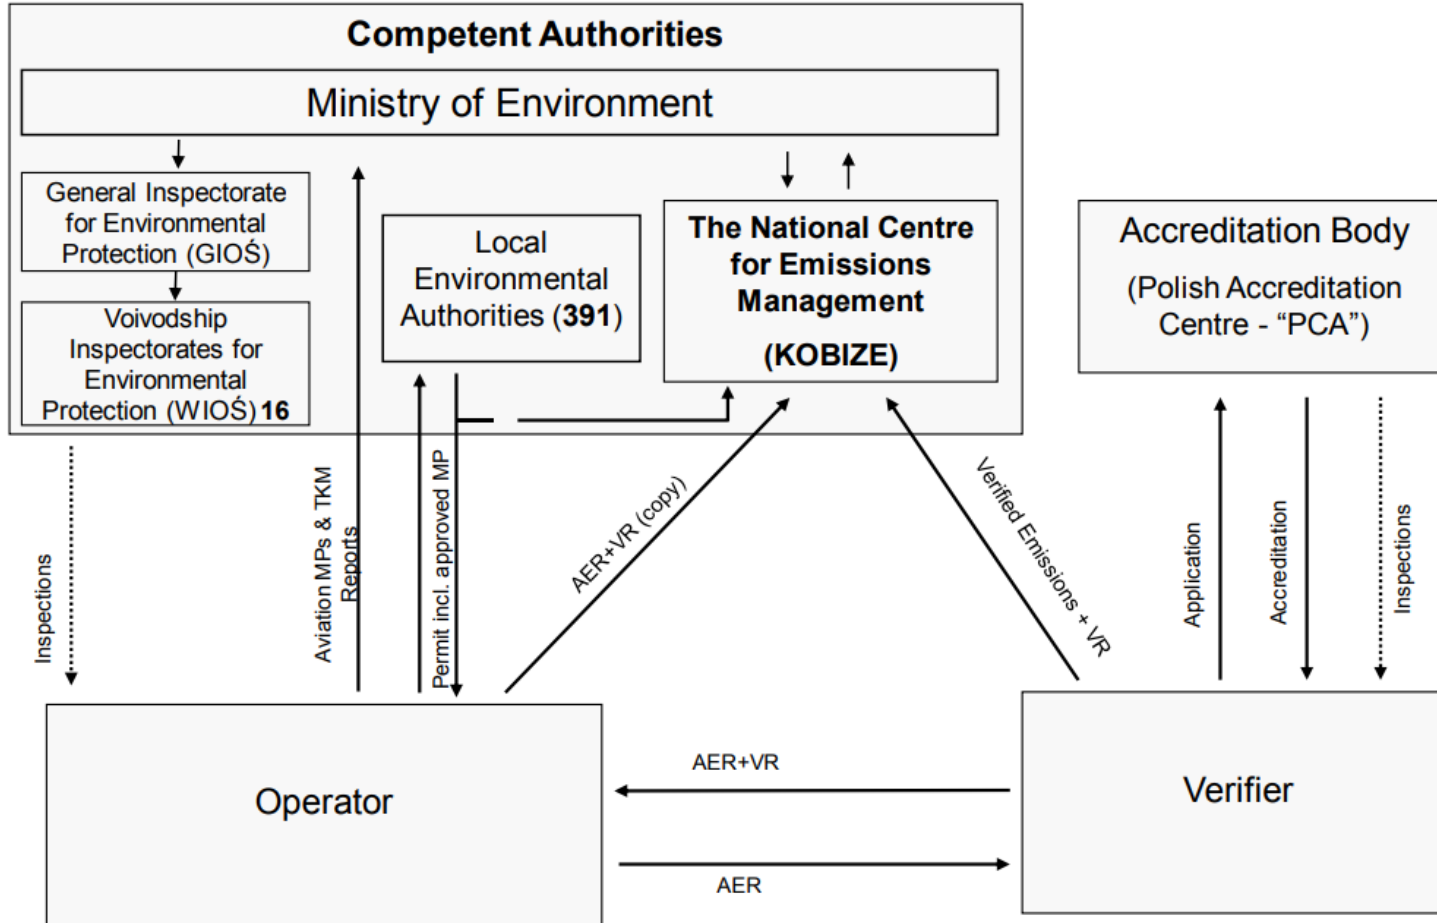 Competent Authorities
Ministry of Environment
General Inspectorate
for Environmental
Protection (GIOŚ)
Voivodship
Inspectorates for
Environmental
Protection (WIOŚ) 16
Local
Environmental
Authorities (391)
The National Centre
for Emissions
Management
(KOBIZE)
Accreditation Body
(Polish Accreditation
Centre - “PCA”)
Inspections
Aviation MPs & TKM
Reports
Permit incl. approved MP
AER+VR (copy)
Verified Emissions + VR
Application
Accreditation
Inspections
Operator
AER+VR
AER
Verifier